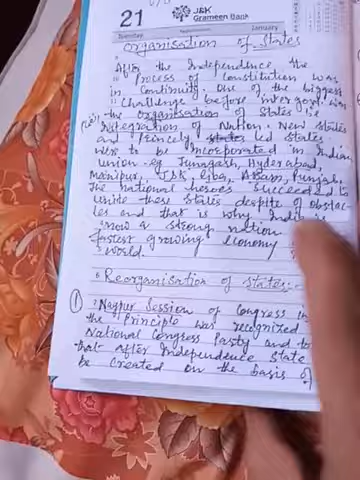 21
J&K
Grameen Bank
Tuesday
January
Organisation of States
After the Independence the
Process of Constitution was
in Continuity. One of the biggest
Challenge before inter govt. was
the Organisation of States i.e
Integration of Nation. New States
and Princely states led States
were to be Incorporated in Indian
Union eg Junagarh, Hyderabad,
Manipur, J&K, Goa, Assam, Punjab.
The national heroes Succeeded to
unite these States despite of obstac-
les and that is why India is
now a strong nation
fastest growing economy
world.
Reorganisation of States:-
① Nagpur Session of Congress in
the Principle was recognized
National Congress Party and to
that after Independence State
be created on the basis of